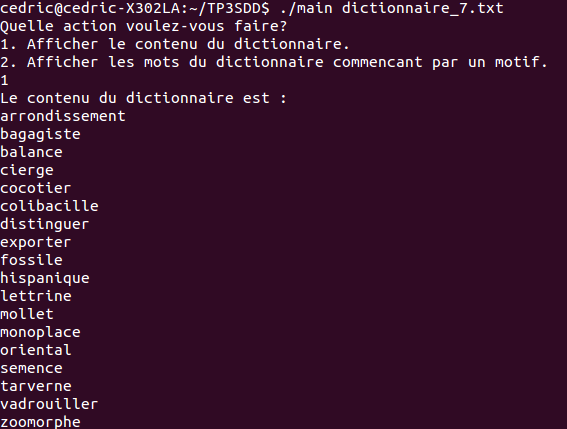 cedric@cedric-X302LA:~/TP3SDD$ ./main dictionnaire_7.txt
Quelle action voulez-vous faire?
1. Afficher le contenu du dictionnaire.
2. Afficher les mots du dictionnaire commencant par un motif.
1
Le contenu du dictionnaire est :
arrondissement
bagagiste
balance
cierge
cocotier
colibacille
distinguer
exporter
fossile
hispanique
lettrine
mollet
monoplace
oriental
semence
tarverne
vadrouiller
zoomorphe